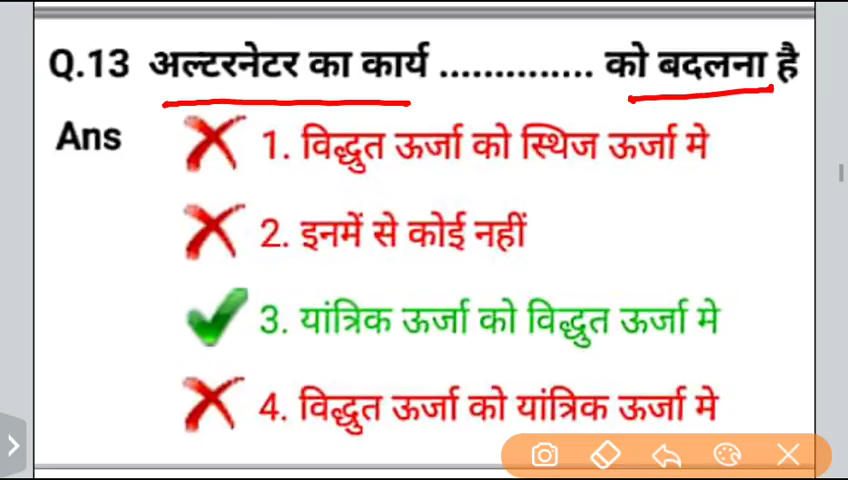 Q.13 अल्टरनेटर का कार्य .............. को बदलना है
Ans 1. विद्धुत ऊर्जा को स्थिज ऊर्जा मे
2. इनमें से कोई नहीं
3. यांत्रिक ऊर्जा को विद्धुत ऊर्जा मे
4. विद्धुत ऊर्जा को यांत्रिक ऊर्जा मे